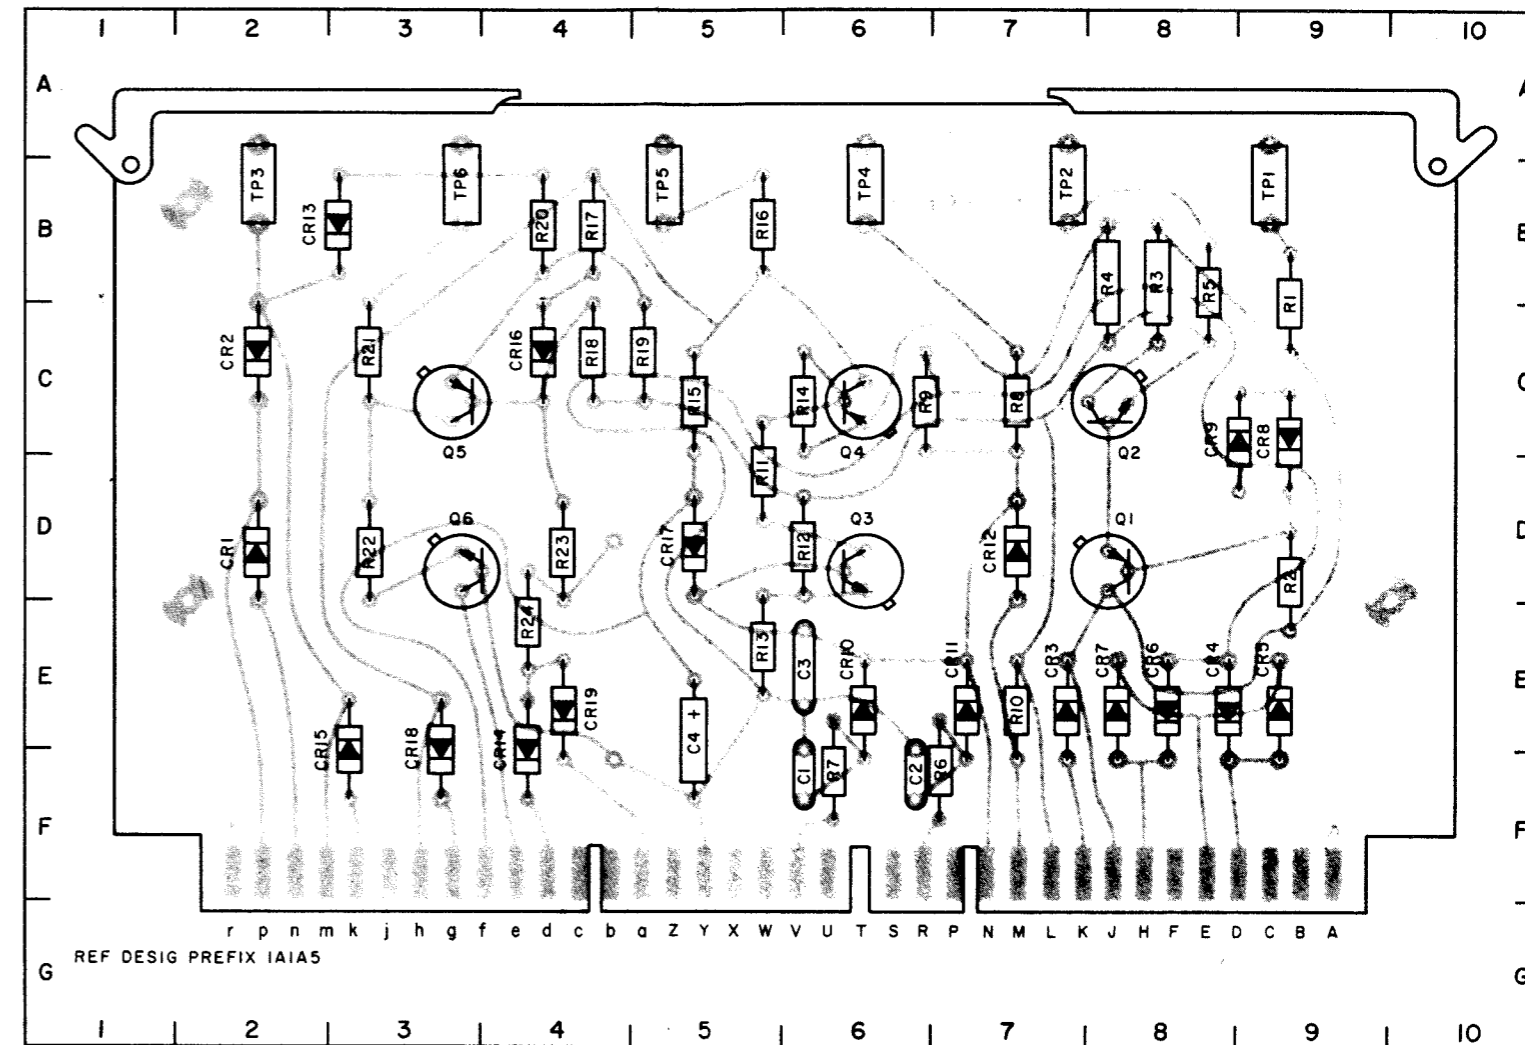 1 2 3 4 5 6 7 8 9 10
A A
TP3 TP6 TP5 TP4 TP2 TP1
B CR13 R20 R17 R16 R4 R3 R5 R1 B
CR2 R21 CR16 R18 R19 R15 R14 R9 R8 CR9 CR8
C C
Q5 Q4 Q2
R11
D D
Q6 Q3 Q1
CR1 R22 R23 CR17 R12 CR12 R2
R24 R13 C3 CR10 CR11 CR3 CR7 CR6 CR4 CR5
E E
CR15 CR18 CR14 CR19 C4 + R10
C1 R7 C2 R6
F F
r p n m k j h g f e d c b a Z Y X W V U T S R P N M L K J H F E D C B A
REF DESIG PREFIX 1A1A5
G G
1 2 3 4 5 6 7 8 9 10